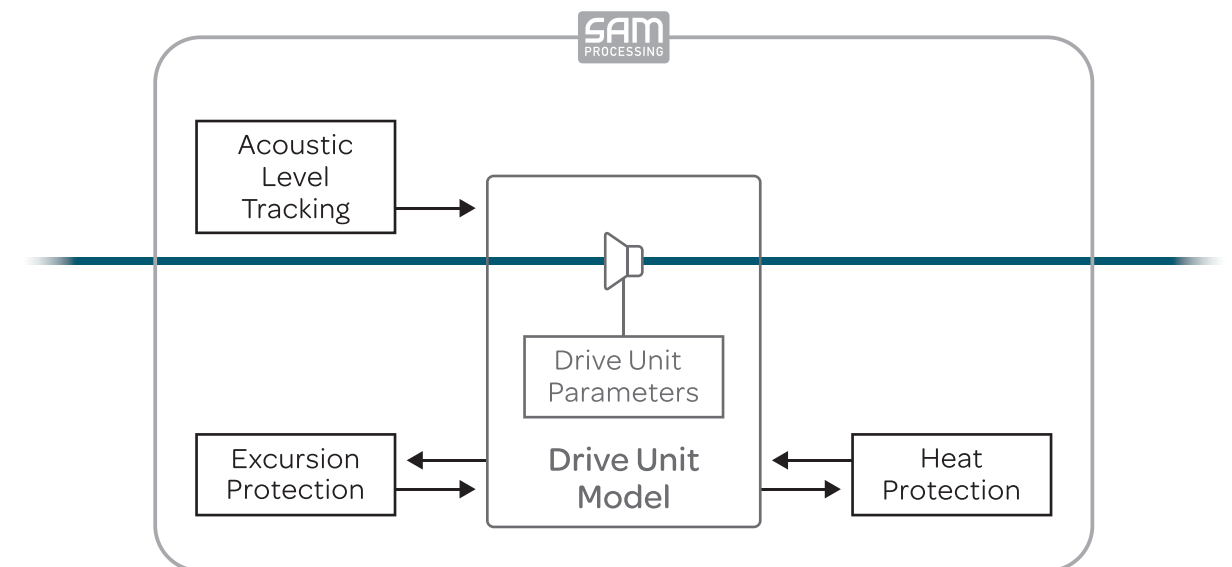 SAM
PROCESSING
Acoustic
Level
Tracking
Drive Unit
Parameters
Drive Unit
Model
Excursion
Protection
Heat
Protection